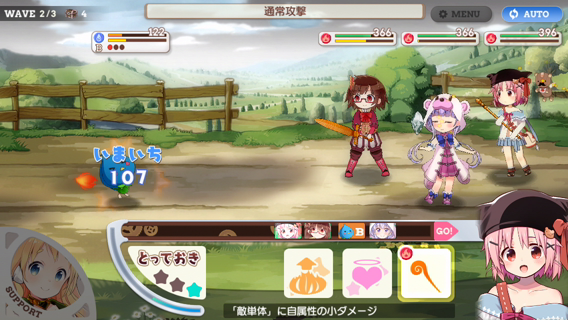 WAVE 2/3 4
通常攻撃
MENU
AUTO
122
B
366
366
396
いまいち
107
B
GO!
とっておき
SUPPORT
「敵単体」に自属性の小ダメージ